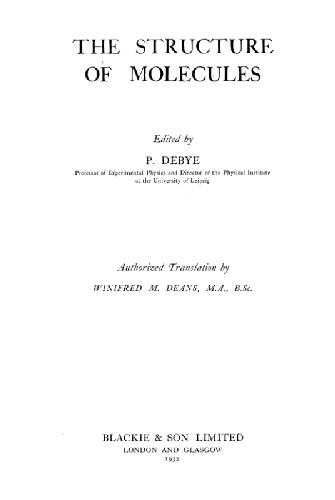 THE STRUCTURE
OF MOLECULES
Edited by
P. DEBYE
Professor of Experimental Physics and Director of the Physical Institute
at the University of Leipzig
Authorized Translation by
WINIFRED M. DEANS, M.A., B.Sc.
BLACKIE & SON LIMITED
LONDON AND GLASGOW
1932